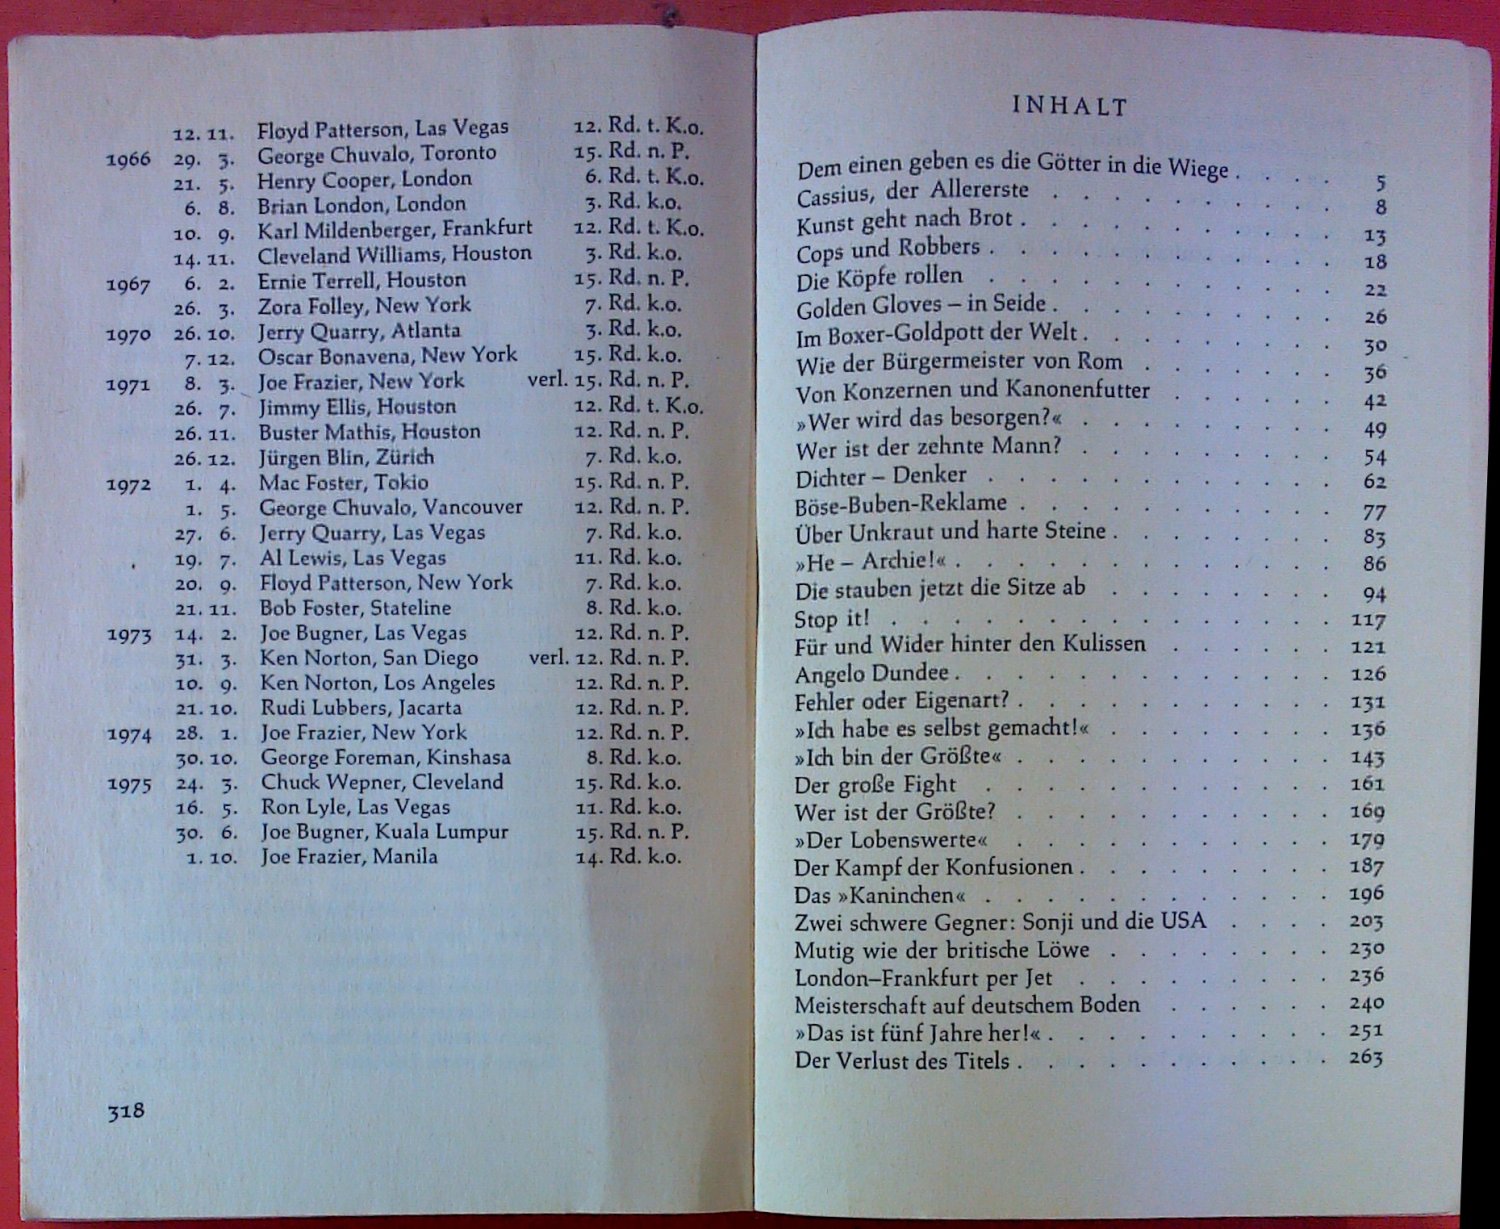 12. 11. Floyd Patterson, Las Vegas 12. Rd. t. K.o.
1966 29. 3. George Chuvalo, Toronto 15. Rd. n. P.
21. 5. Henry Cooper, London 6. Rd. t. K.o.
6. 8. Brian London, London 3. Rd. k.o.
10. 9. Karl Mildenberger, Frankfurt 12. Rd. t. K.o.
14. 11. Cleveland Williams, Houston 3. Rd. k.o.
1967 6. 2. Ernie Terrell, Houston 15. Rd. n. P.
26. 3. Zora Folley, New York 7. Rd. k.o.
1970 26. 10. Jerry Quarry, Atlanta 3. Rd. k.o.
7. 12. Oscar Bonavena, New York 15. Rd. k.o.
1971 8. 3. Joe Frazier, New York verl. 15. Rd. n. P.
26. 7. Jimmy Ellis, Houston 12. Rd. t. K.o.
26. 11. Buster Mathis, Houston 12. Rd. n. P.
26. 12. Jürgen Blin, Zürich 7. Rd. k.o.
1972 1. 4. Mac Foster, Tokio 15. Rd. n. P.
1. 5. George Chuvalo, Vancouver 12. Rd. n. P.
27. 6. Jerry Quarry, Las Vegas 7. Rd. k.o.
19. 7. Al Lewis, Las Vegas 11. Rd. k.o.
20. 9. Floyd Patterson, New York 7. Rd. k.o.
21. 11. Bob Foster, Stateline 8. Rd. k.o.
1973 14. 2. Joe Bugner, Las Vegas 12. Rd. n. P.
31. 3. Ken Norton, San Diego verl. 12. Rd. n. P.
10. 9. Ken Norton, Los Angeles 12. Rd. n. P.
21. 10. Rudi Lubbers, Jacarta 12. Rd. n. P.
1974 28. 1. Joe Frazier, New York 12. Rd. n. P.
30. 10. George Foreman, Kinshasa 8. Rd. k.o.
1975 24. 3. Chuck Wepner, Cleveland 15. Rd. k.o.
16. 5. Ron Lyle, Las Vegas 11. Rd. k.o.
30. 6. Joe Bugner, Kuala Lumpur 15. Rd. n. P.
1. 10. Joe Frazier, Manila 14. Rd. k.o.
318
INHALT
Dem einen geben es die Götter in die Wiege . . . . 5
Cassius, der Allererste . . . . . . . . . . 8
Kunst geht nach Brot . . . . . . . . . . . 13
Cops und Robbers . . . . . . . . . . . . 18
Die Köpfe rollen . . . . . . . . . . . . 22
Golden Gloves – in Seide . . . . . . . . . . 26
Im Boxer-Goldpott der Welt . . . . . . . . . 30
Wie der Bürgermeister von Rom . . . . . . . 36
Von Konzernen und Kanonenfutter . . . . . . 42
»Wer wird das besorgen?« . . . . . . . . . 49
Wer ist der zehnte Mann? . . . . . . . . . 54
Dichter – Denker . . . . . . . . . . . . 62
Böse-Buben-Reklame . . . . . . . . . . . 77
Über Unkraut und harte Steine . . . . . . . . 83
»He – Archie!« . . . . . . . . . . . . . 86
Die stauben jetzt die Sitze ab . . . . . . . . 94
Stop it! . . . . . . . . . . . . . . . 117
Für und Wider hinter den Kulissen . . . . . . 121
Angelo Dundee . . . . . . . . . . . . . 126
Fehler oder Eigenart? . . . . . . . . . . . 131
»Ich habe es selbst gemacht!« . . . . . . . . 136
»Ich bin der Größte« . . . . . . . . . . . 143
Der große Fight . . . . . . . . . . . . 161
Wer ist der Größte? . . . . . . . . . . . 169
»Der Lobenswerte« . . . . . . . . . . . 179
Der Kampf der Konfusionen . . . . . . . . . 187
Das »Kaninchen« . . . . . . . . . . . . 196
Zwei schwere Gegner: Sonji und die USA . . . . 203
Mutig wie der britische Löwe . . . . . . . . 230
London–Frankfurt per Jet . . . . . . . . . 236
Meisterschaft auf deutschem Boden . . . . . . 240
»Das ist fünf Jahre her!« . . . . . . . . . . 251
Der Verlust des Titels . . . . . . . . . . . 263